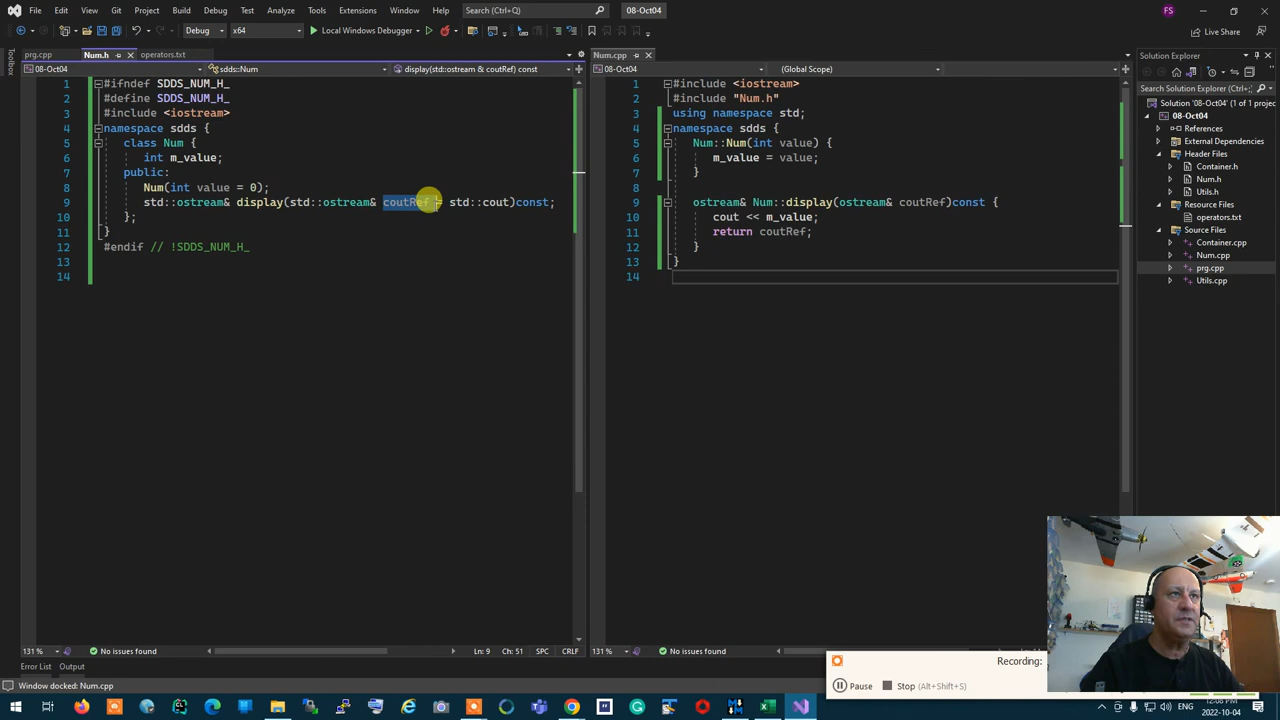 File Edit View Git Project Build Debug Test Analyze Tools Extensions Window Help Search (Ctrl+Q) 08-Oct04 FS
Debug x64 Local Windows Debugger Live Share
prg.cpp Num.h operators.txt
08-Oct04 sdds::Num display(std::ostream & coutRef) const
1 #ifndef SDDS_NUM_H_
2 #define SDDS_NUM_H_
3 #include <iostream>
4 namespace sdds {
5 class Num {
6 int m_value;
7 public:
8 Num(int value = 0);
9 std::ostream& display(std::ostream& coutRef = std::cout)const;
10 };
11 }
12 #endif // !SDDS_NUM_H_
13
14
131 % No issues found Ln: 9 Ch: 51 SPC CRLF
Num.cpp
08-Oct04 (Global Scope)
1 #include <iostream>
2 #include "Num.h"
3 using namespace std;
4 namespace sdds {
5 Num::Num(int value) {
6 m_value = value;
7 }
8
9 ostream& Num::display(ostream& coutRef)const {
10 cout << m_value;
11 return coutRef;
12 }
13 }
14
131 % No issues found
Solution Explorer
Search Solution Explorer (Ctrl+;)
Solution '08-Oct04' (1 of 1 project)
08-Oct04
References
External Dependencies
Header Files
Container.h
Num.h
Utils.h
Resource Files
operators.txt
Source Files
Container.cpp
Num.cpp
prg.cpp
Utils.cpp
Toolbox
Error List Output
Window docked: Num.cpp
Recording:
Pause Stop (Alt+Shift+S)
12:08 PM
2022-10-04